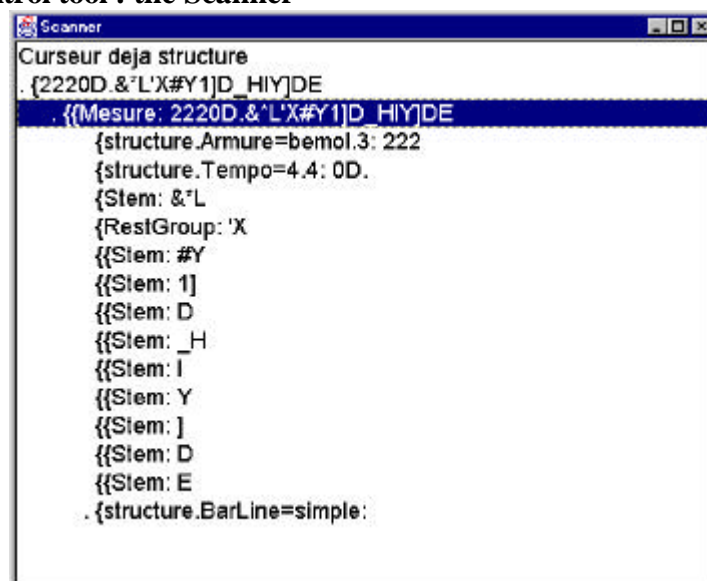 ntrol tool : the Scanner
Scanner
Curseur deja structure
. {2220D.&"L'X#Y1]D_HIY]DE
. {{Mesure: 2220D.&"L'X#Y1]D_HIY]DE
{structure.Armure=bemol.3: 222
{structure.Tempo=4.4: 0D.
{Stem: &"L
{RestGroup: 'X
{{Stem: #Y
{{Stem: 1]
{{Stem: D
{{Stem: _H
{{Stem: I
{{Stem: Y
{{Stem: ]
{{Stem: D
{{Stem: E
. {structure.BarLine=simple: